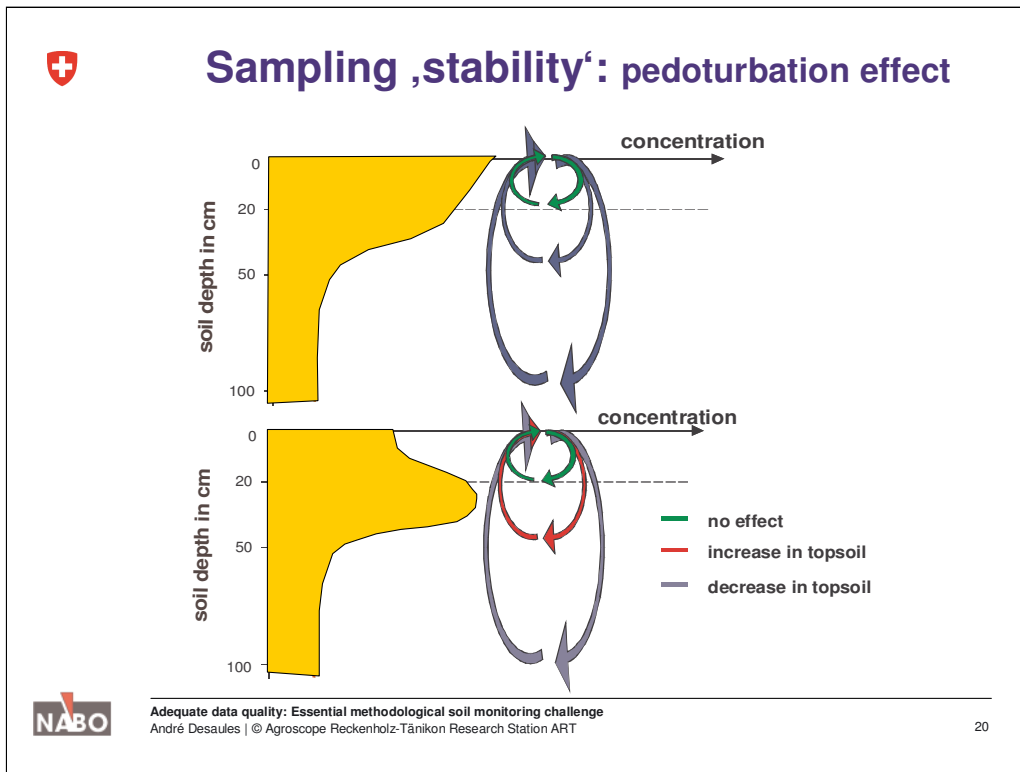 Sampling ‚stability‘: pedoturbation effect
concentration
0
20
50
100
soil depth in cm
concentration
0
20
50
100
soil depth in cm
no effect
increase in topsoil
decrease in topsoil
NABO
Adequate data quality: Essential methodological soil monitoring challenge
André Desaules | © Agroscope Reckenholz-Tänikon Research Station ART
20